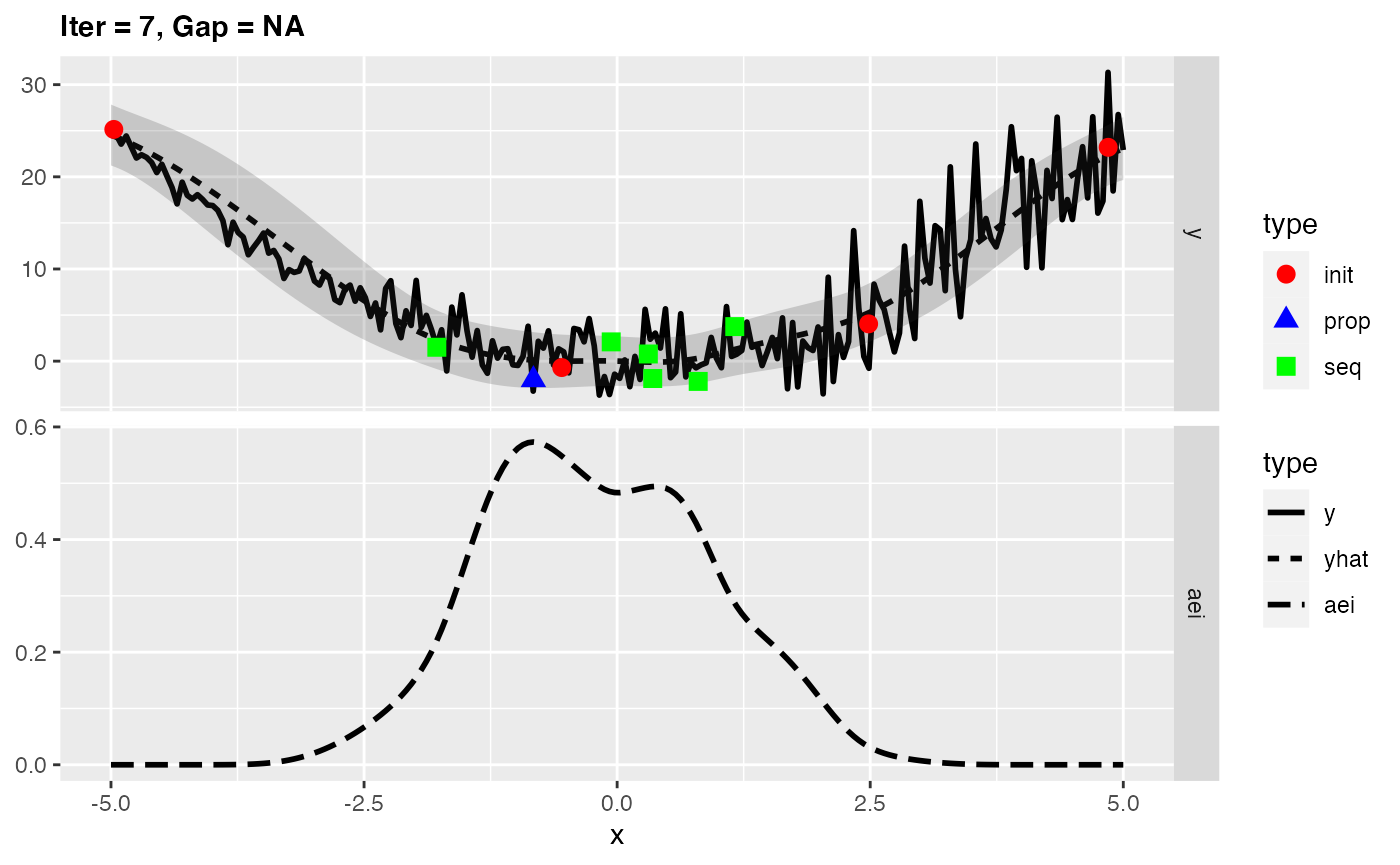 Iter = 7, Gap = NA
30
20
10
0
y
0.6
0.4
0.2
0.0
aei
-5.0 -2.5 0.0 2.5 5.0
x
type
init
prop
seq
type
y
yhat
aei